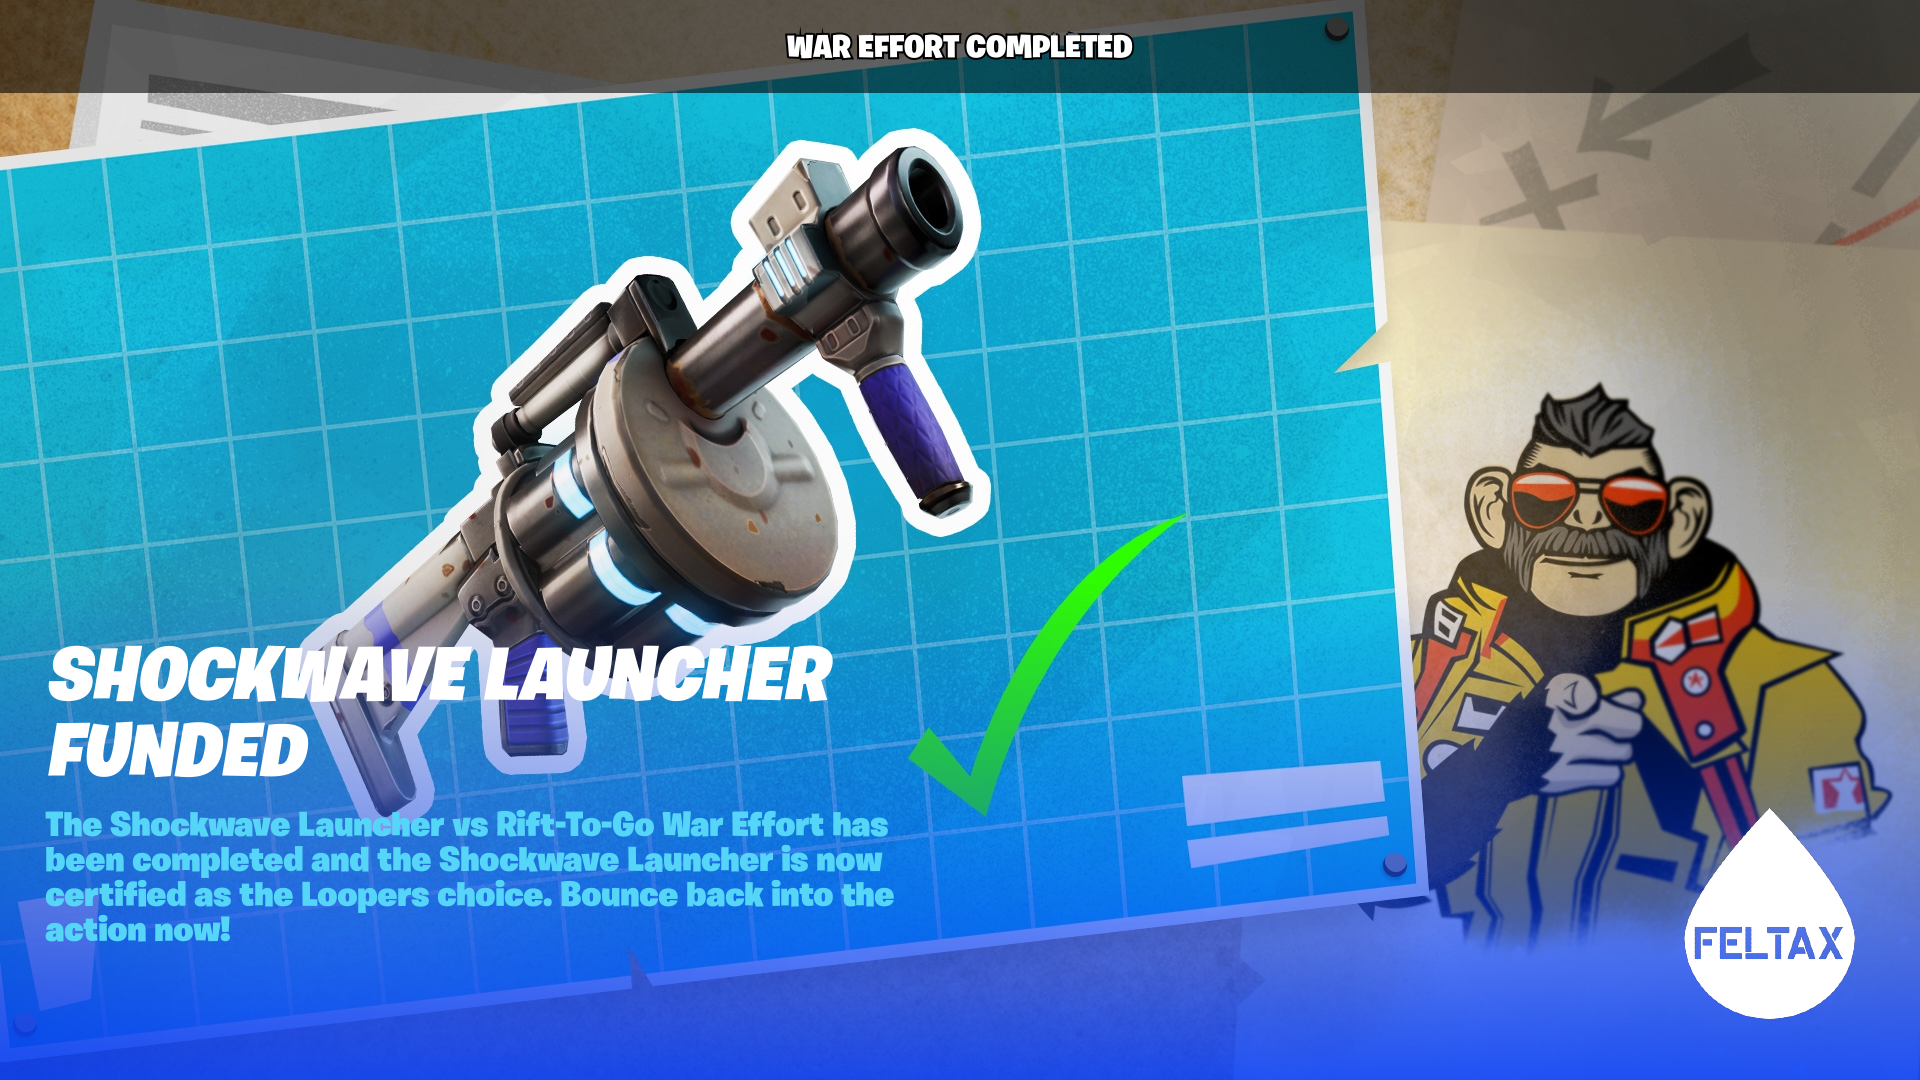 WAR EFFORT COMPLETED
SHOCKWAVE LAUNCHER
FUNDED
The Shockwave Launcher vs Rift-To-Go War Effort has
been completed and the Shockwave Launcher is now
certified as the Loopers choice. Bounce back into the
action now!
FELTAX